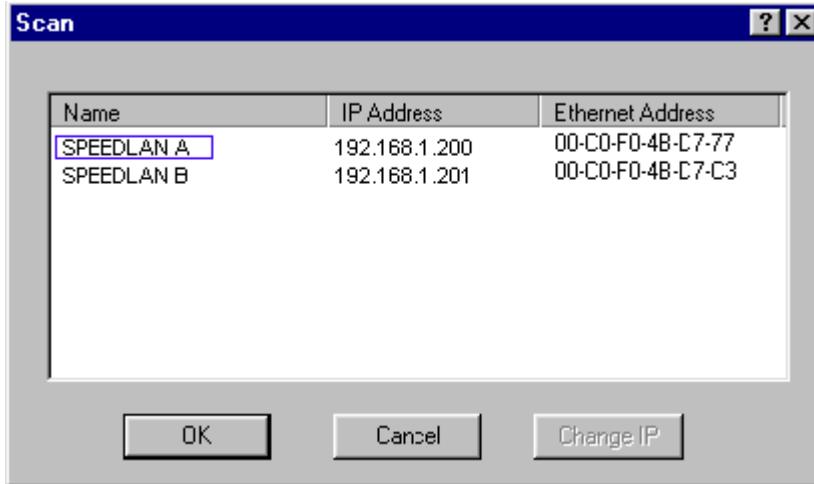 Scan
Name IP Address Ethernet Address
SPEEDLAN A 192.168.1.200 00-C0-F0-4B-C7-77
SPEEDLAN B 192.168.1.201 00-C0-F0-4B-C7-C3
OK Cancel Change IP